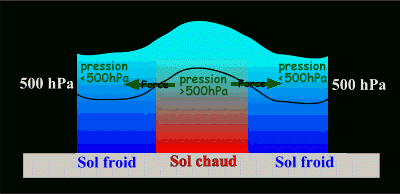 pression
<500hPa
pression
<500hPa
500 hPa
Force
pression
>500hPa
Force
500 hPa
Sol froid
Sol chaud
Sol froid